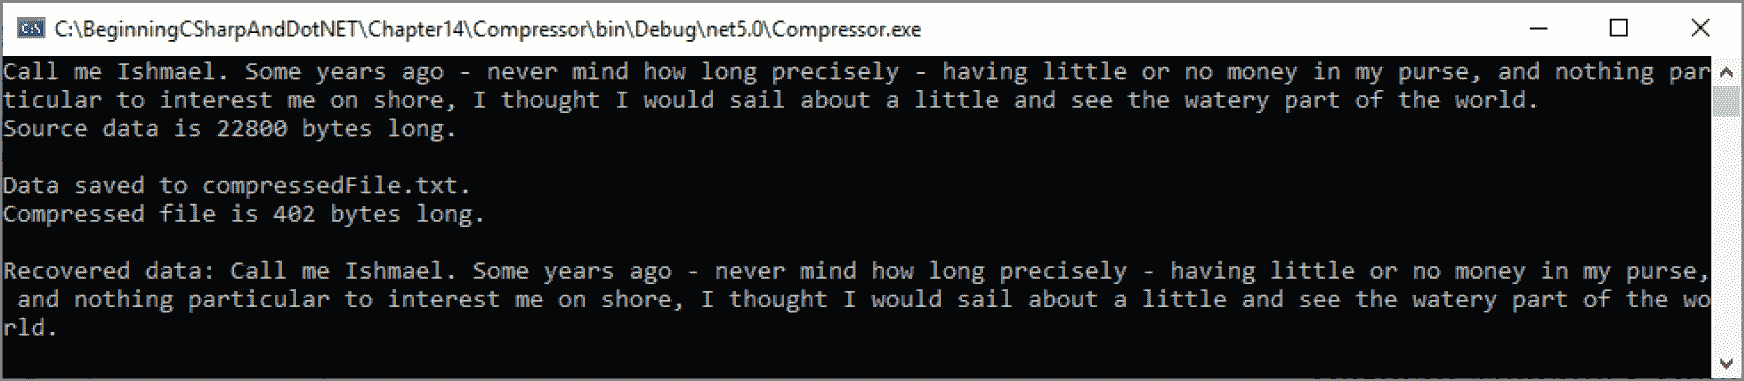 C:\BeginningCSharpAndDotNET\Chapter14\Compressor\bin\Debug\net5.0\Compressor.exe
Call me Ishmael. Some years ago - never mind how long precisely - having little or no money in my purse, and nothing par
ticular to interest me on shore, I thought I would sail about a little and see the watery part of the world.
Source data is 22800 bytes long.
Data saved to compressedFile.txt.
Compressed file is 402 bytes long.
Recovered data: Call me Ishmael. Some years ago - never mind how long precisely - having little or no money in my purse,
 and nothing particular to interest me on shore, I thought I would sail about a little and see the watery part of the wo
rld.